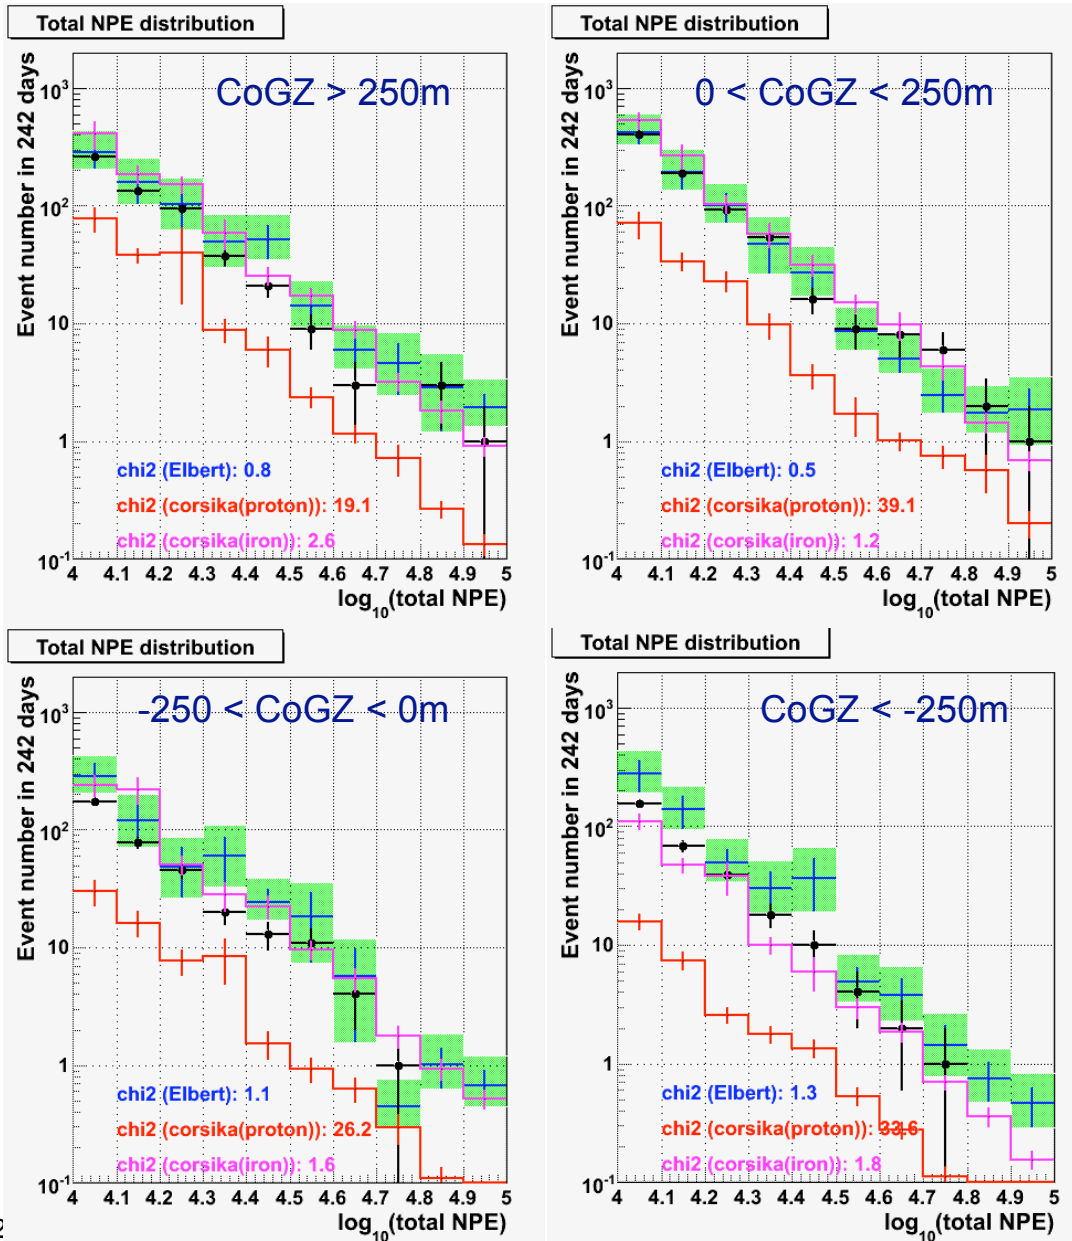 Total NPE distribution
CoGZ > 250m
Event number in 242 days
10³
10²
10
1
10⁻¹
chi2 (Elbert): 0.8
chi2 (corsika(proton)): 19.1
chi2 (corsika(iron)): 2.6
4 4.1 4.2 4.3 4.4 4.5 4.6 4.7 4.8 4.9 5
log₁₀(total NPE)
Total NPE distribution
0 < CoGZ < 250m
Event number in 242 days
10³
10²
10
1
10⁻¹
chi2 (Elbert): 0.5
chi2 (corsika(proton)): 39.1
chi2 (corsika(iron)): 1.2
4 4.1 4.2 4.3 4.4 4.5 4.6 4.7 4.8 4.9 5
log₁₀(total NPE)
Total NPE distribution
-250 < CoGZ < 0m
Event number in 242 days
10³
10²
10
1
10⁻¹
chi2 (Elbert): 1.1
chi2 (corsika(proton)): 26.2
chi2 (corsika(iron)): 1.6
4 4.1 4.2 4.3 4.4 4.5 4.6 4.7 4.8 4.9 5
log₁₀(total NPE)
Total NPE distribution
CoGZ < -250m
Event number in 242 days
10³
10²
10
1
10⁻¹
chi2 (Elbert): 1.3
chi2 (corsika(proton)): 33.6
chi2 (corsika(iron)): 1.8
4 4.1 4.2 4.3 4.4 4.5 4.6 4.7 4.8 4.9 5
log₁₀(total NPE)